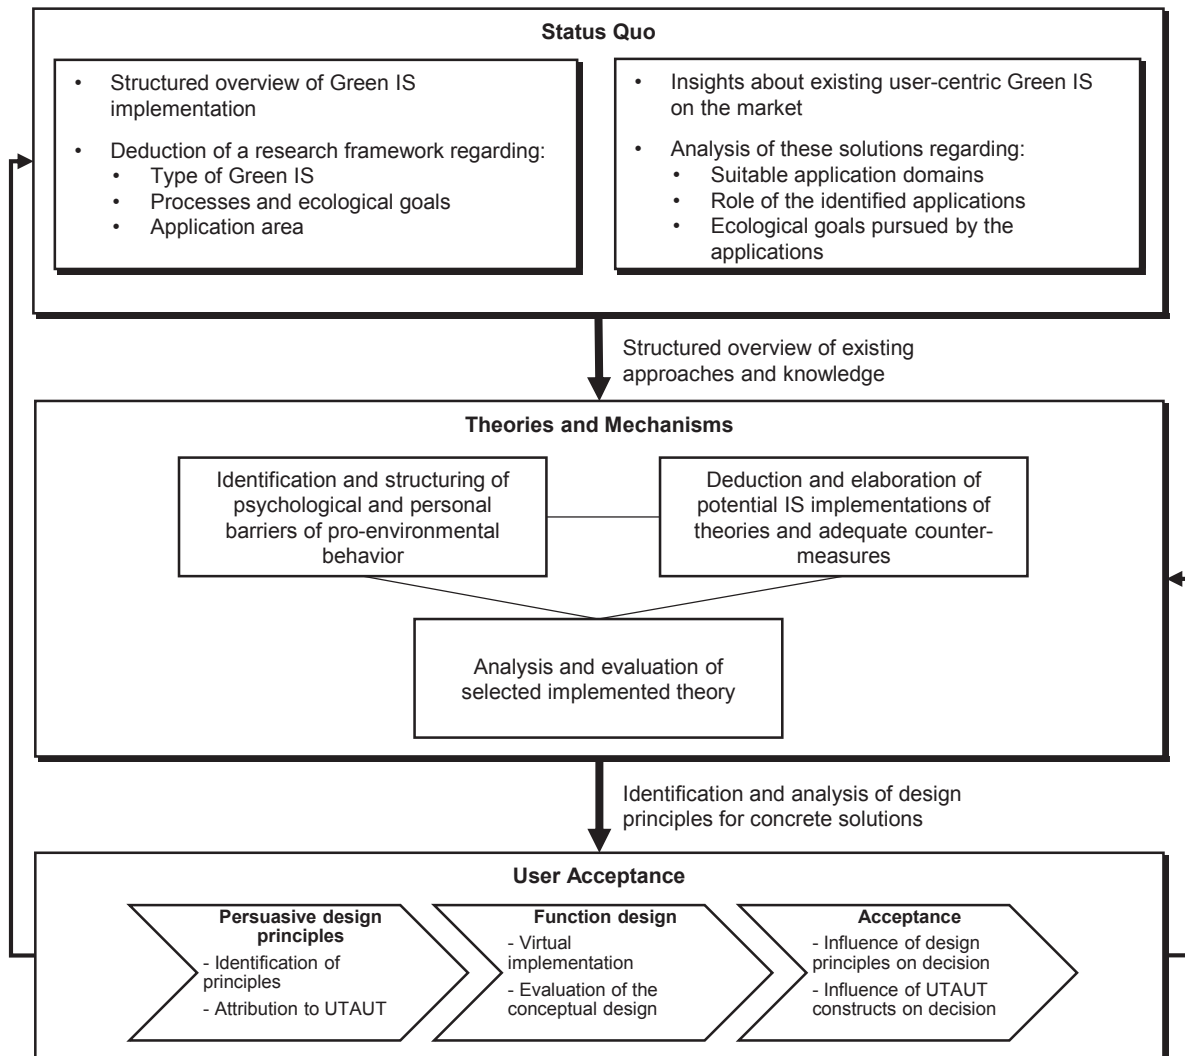 Status Quo
• Structured overview of Green IS
implementation
• Deduction of a research framework regarding:
• Type of Green IS
• Processes and ecological goals
• Application area
• Insights about existing user-centric Green IS
on the market
• Analysis of these solutions regarding:
• Suitable application domains
• Role of the identified applications
• Ecological goals pursued by the
applications
Structured overview of existing
approaches and knowledge
Theories and Mechanisms
Identification and structuring of
psychological and personal
barriers of pro-environmental
behavior
Deduction and elaboration of
potential IS implementations of
theories and adequate counter-
measures
Analysis and evaluation of
selected implemented theory
Identification and analysis of design
principles for concrete solutions
User Acceptance
Persuasive design
principles
- Identification of
principles
- Attribution to UTAUT
Function design
- Virtual
implementation
- Evaluation of the
conceptual design
Acceptance
- Influence of design
principles on decision
- Influence of UTAUT
constructs on decision